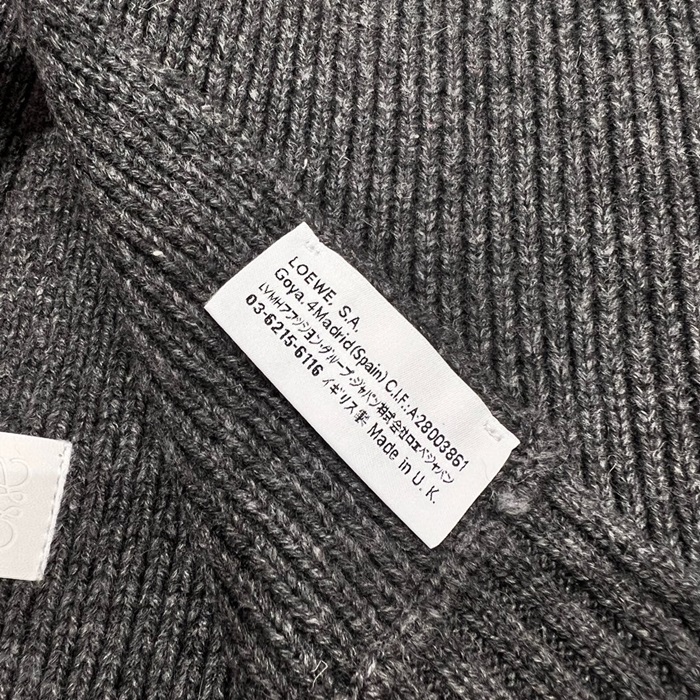 LOEWE, S.A.
Goya. 4Madrid(Spain) C.I.F.:A28003861
LVMHファッション・グループ・ジャパン株式会社ロエベジャパン
03-6215-6116 イギリス製 Made in U. K.